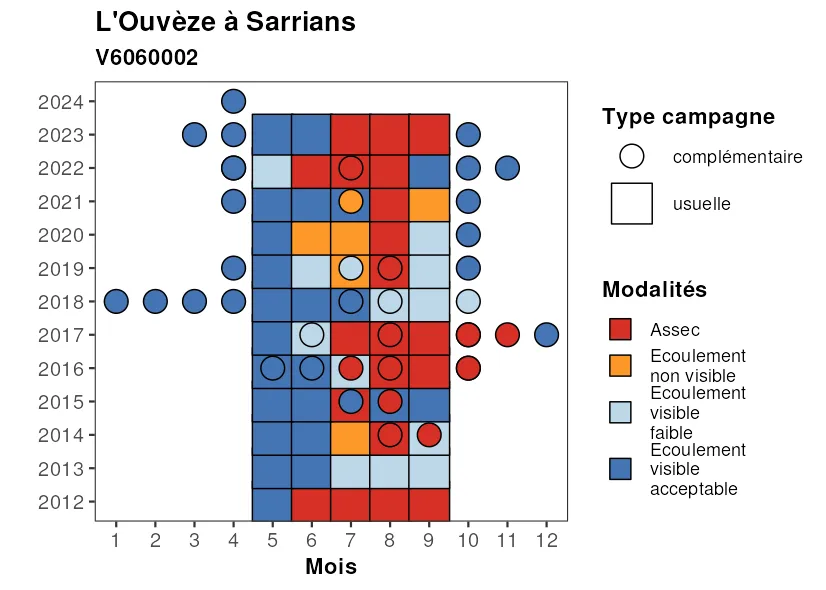 L'Ouvèze à Sarrians
V6060002
2024
2023
2022
2021
2020
2019
2018
2017
2016
2015
2014
2013
2012
1 2 3 4 5 6 7 8 9 10 11 12
Mois
Type campagne
complémentaire
usuelle
Modalités
Assec
Ecoulement
non visible
Ecoulement
visible
faible
Ecoulement
visible
acceptable